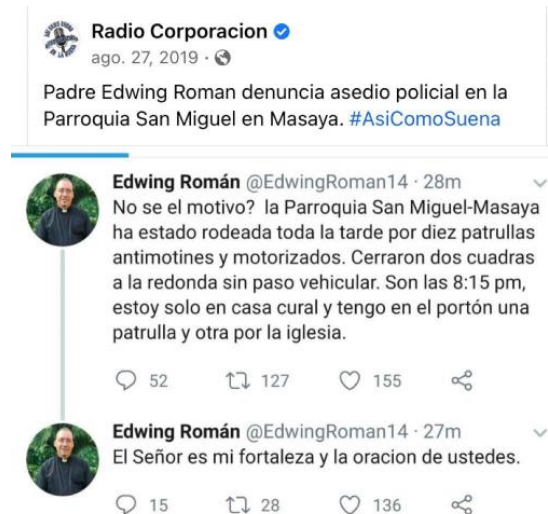 Radio Corporacion
ago. 27, 2019 ·
Padre Edwing Roman denuncia asedio policial en la
Parroquia San Miguel en Masaya. #AsiComoSuena
Edwing Román @EdwingRoman14 · 28m
No se el motivo? la Parroquia San Miguel-Masaya
ha estado rodeada toda la tarde por diez patrullas
antimotines y motorizados. Cerraron dos cuadras
a la redonda sin paso vehicular. Son las 8:15 pm,
estoy solo en casa cural y tengo en el portón una
patrulla y otra por la iglesia.
52 127 155
Edwing Román @EdwingRoman14 · 27m
El Señor es mi fortaleza y la oracion de ustedes.
15 28 136